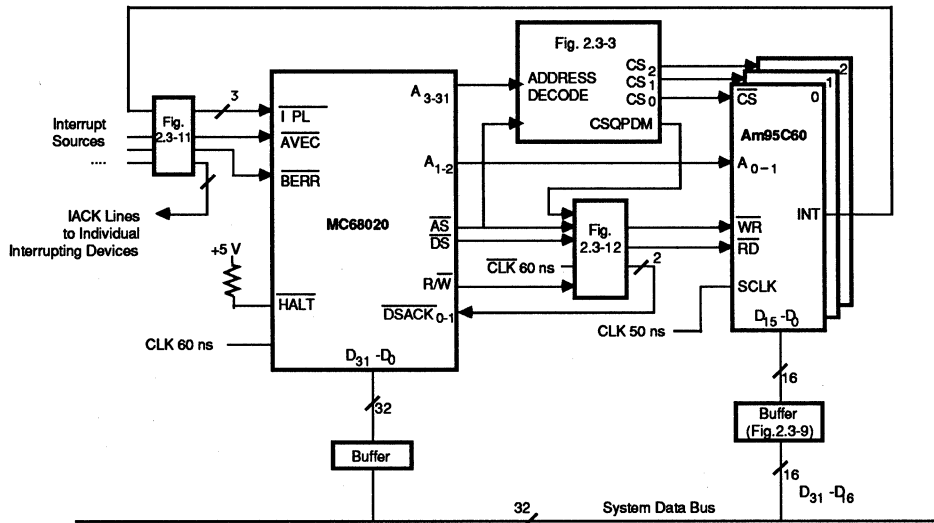 Fig. 2.3-3
ADDRESS
DECODE
CS2
CS1
CS0
CSQPDM
2
1
0
CS
Am95C60
A0-1
INT
WR
RD
SCLK
D15 -D0
Interrupt
Sources
....
Fig.
2.3-11
3
I PL
AVEC
BERR
A3-31
A1-2
MC68020
AS
DS
R/W
DSACK0-1
HALT
D31 -D0
IACK Lines
to Individual
Interrupting Devices
+5 V
CLK 60 ns
Fig.
2.3-12
CLK 60 ns
2
CLK 50 ns
32
Buffer
16
Buffer
(Fig.2.3-9)
16
D31 -D16
32
System Data Bus